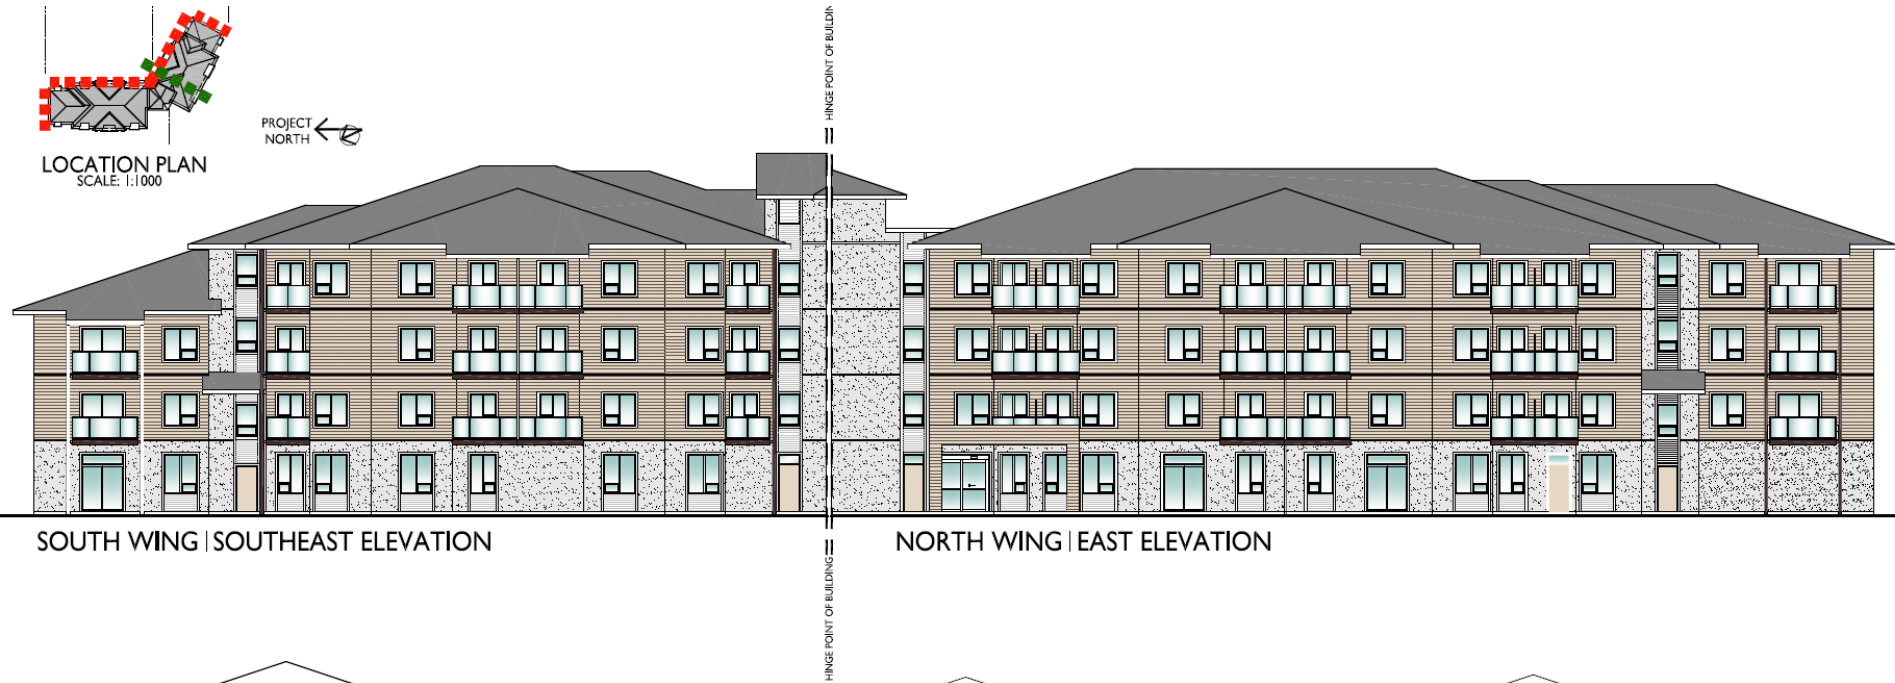 HINGE POINT OF BUILDIN
PROJECT
NORTH
LOCATION PLAN
SCALE: 1:1000
SOUTH WING | SOUTHEAST ELEVATION
NORTH WING | EAST ELEVATION
HINGE POINT OF BUILDING